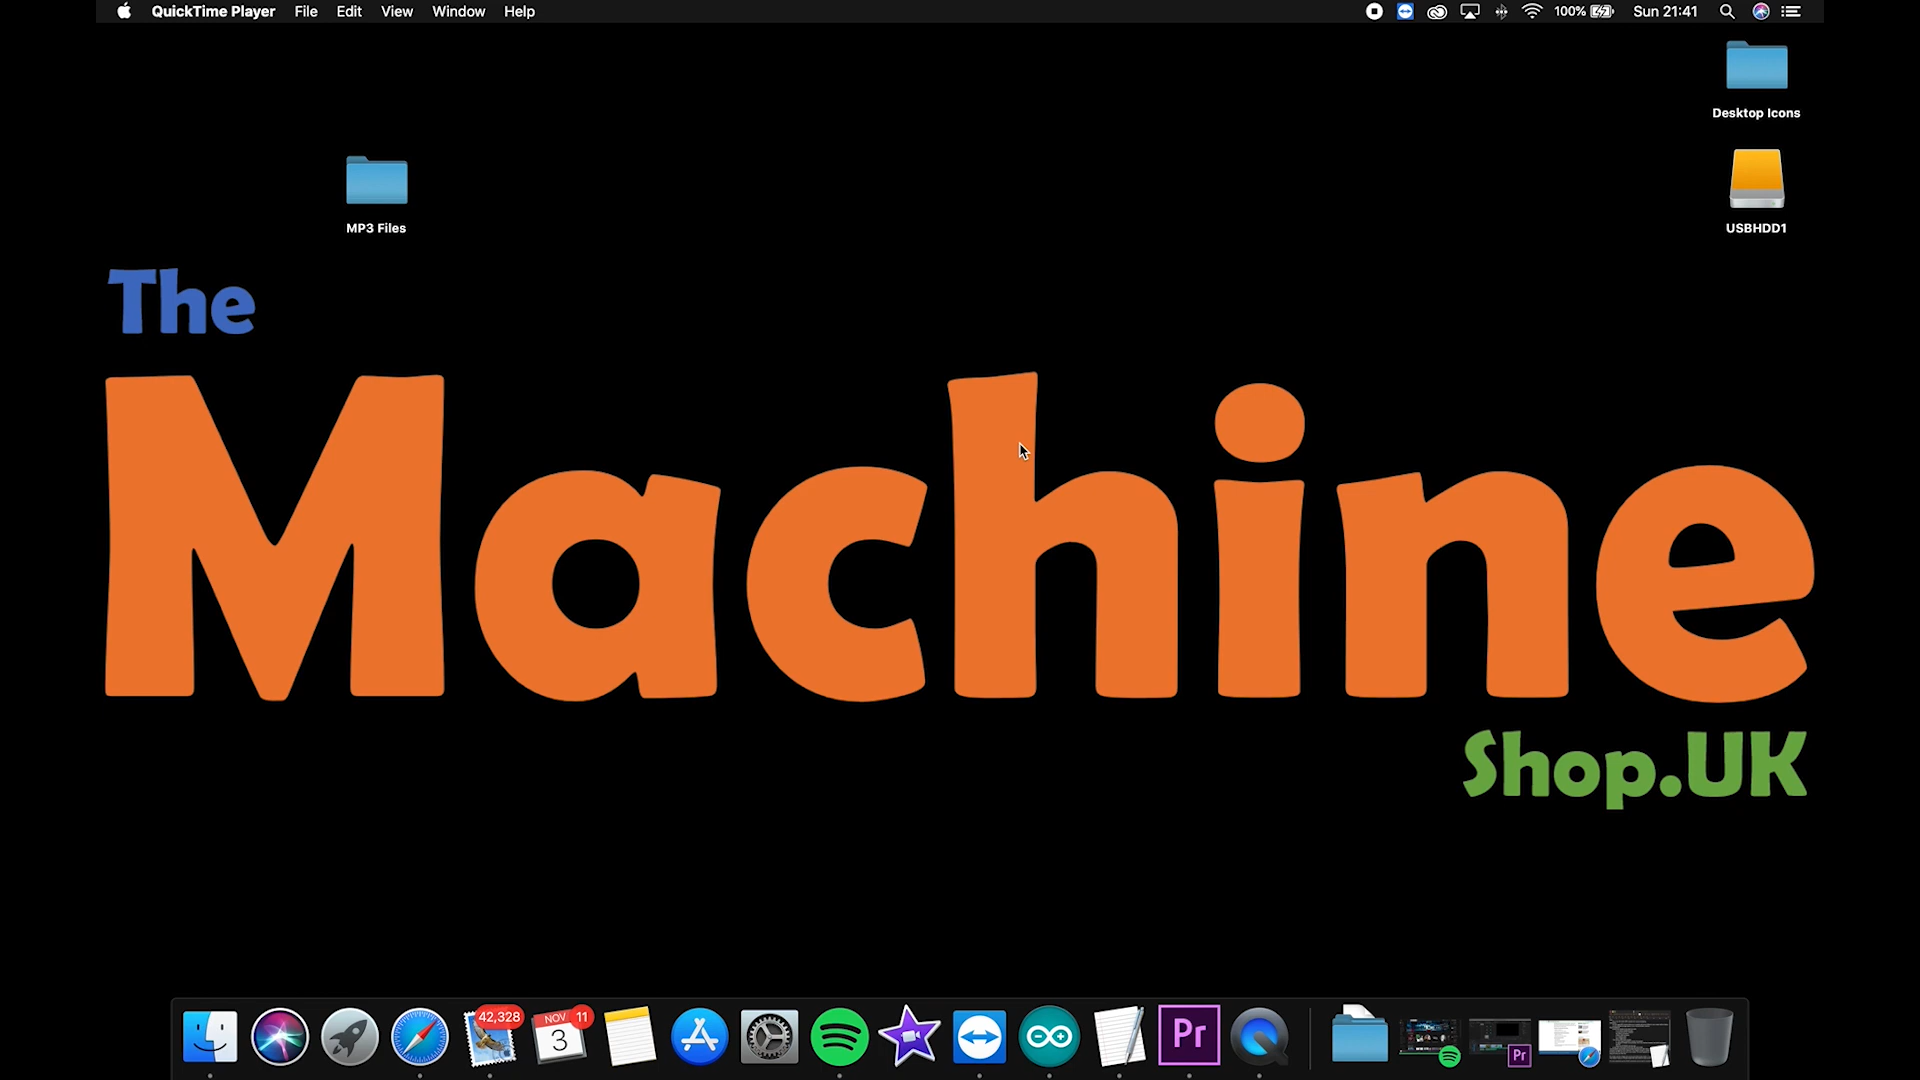 QuickTime Player File Edit View Window Help 100% Sun 21:41
Desktop Icons
MP3 Files
USBHDD1
The
Machine
Shop.UK
42,328
NOV 11
3
Pr
Pr